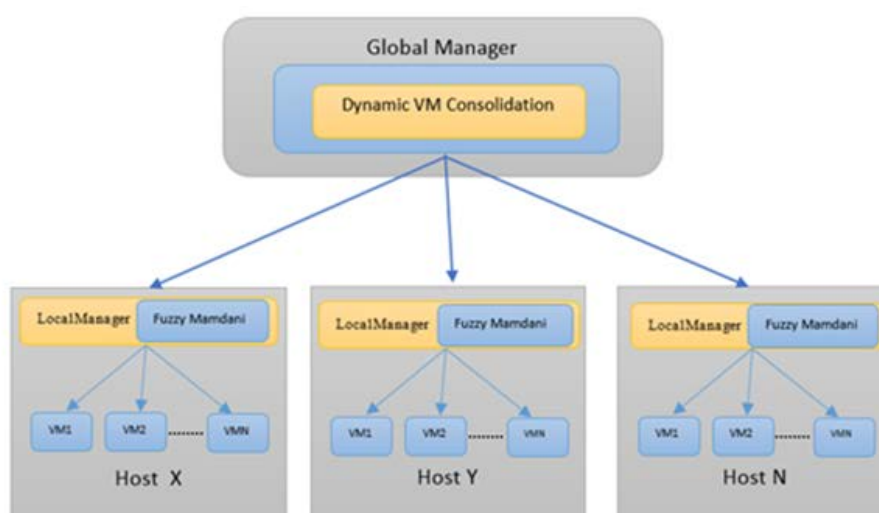 Global Manager
Dynamic VM Consolidation
LocalManager Fuzzy Mamdani
VM1 VM2 ........ VMN
Host X
LocalManager Fuzzy Mamdani
VM1 VM2 ........ VMN
Host Y
LocalManager Fuzzy Mamdani
VM1 VM2 ........ VMN
Host N